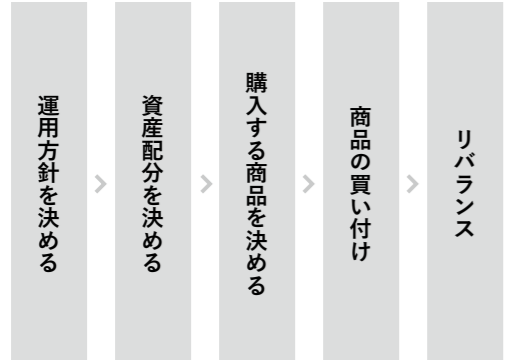 運用方針を決める
資産配分を決める
購入する商品を決める
商品の買い付け
リバランス